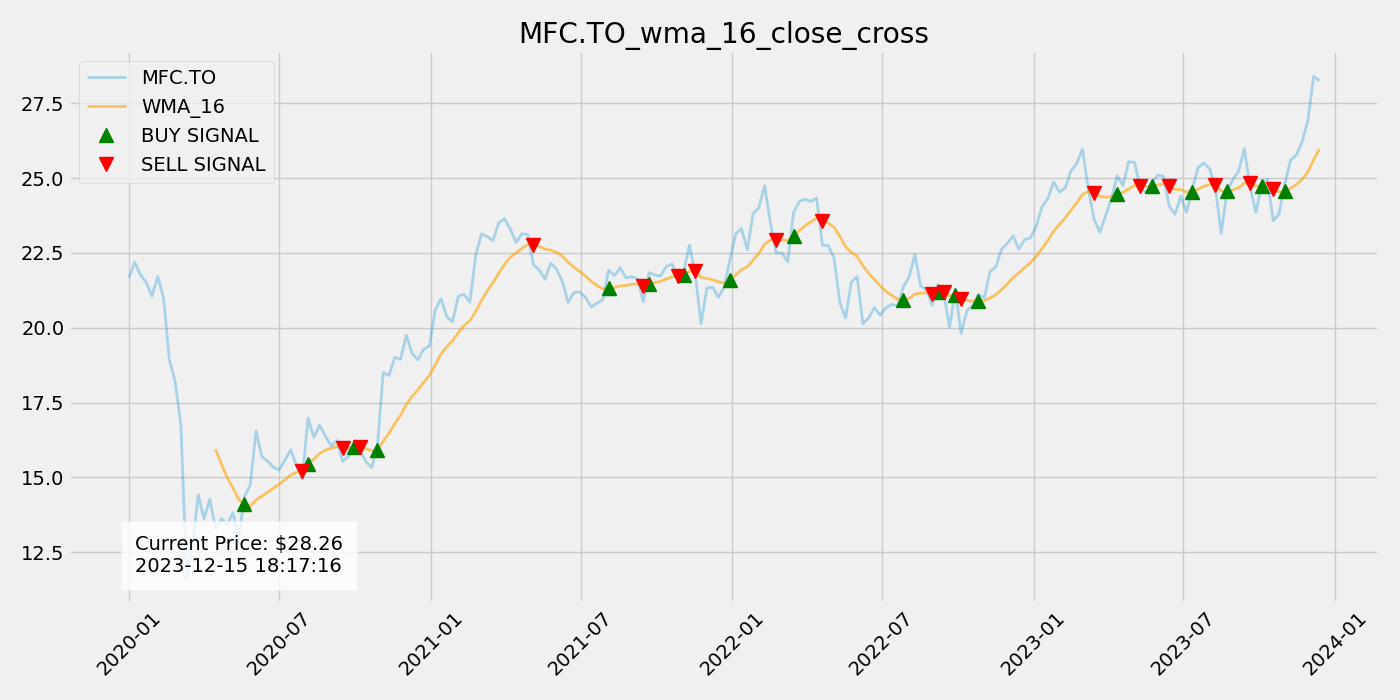 MFC.TO_wma_16_close_cross
MFC.TO
WMA_16
BUY SIGNAL
SELL SIGNAL
27.5
25.0
22.5
20.0
17.5
15.0
12.5
Current Price: $28.26
2023-12-15 18:17:16
2020-01
2020-07
2021-01
2021-07
2022-01
2022-07
2023-01
2023-07
2024-01